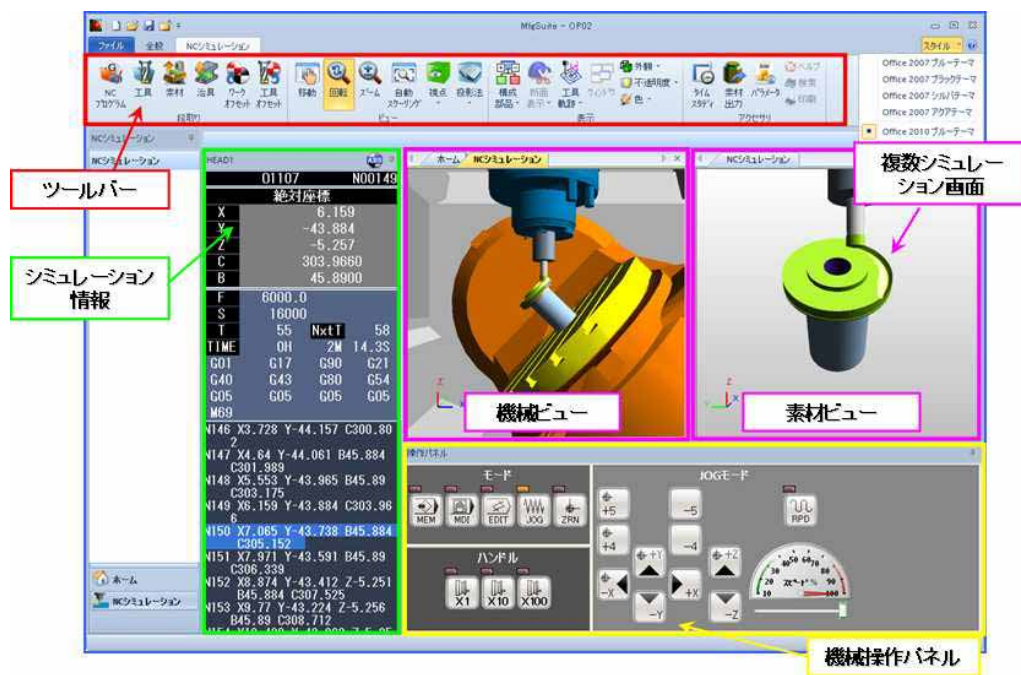 MfgSuite - OP02
ファイル 全般 NCシミュレーション スタイル
NC プログラム
工具
素材
治具
ワーク オフセット
工具 オフセット
段取り
移動
回転
ズーム
自動 スケーリング
視点
投影法
ビュー
構成 部品
断面 表示
工具 軌跡
ウインドウ
外観
不透明度
色
表示
タイム スタディ
素材 出力
パラメータ
ヘルプ
検索
印刷
アクセサリ
Office 2007 ブルーテーマ
Office 2007 ブラックテーマ
Office 2007 シルバテーマ
Office 2007 アクアテーマ
Office 2010 ブルーテーマ
NCシミュレーション
NCシミュレーション
ツールバー
シミュレーション
情報
ホーム
NCシミュレーション
HEAD1
O1107 N00149
絶対座標
X 6.159
Y -43.884
Z -5.257
C 303.9660
B 45.8900
F 6000.0
S 16000
T 55 NxtT 58
TIME 0H 2M 14.3S
G01 G17 G90 G21
G40 G43 G80 G54
G05 G05 G05 G05
M69
N146 X3.728 Y-44.157 C300.80
2
N147 X4.64 Y-44.061 B45.884
C301.989
N148 X5.553 Y-43.965 B45.89
C303.175
N149 X6.159 Y-43.884 C303.96
6
N150 X7.065 Y-43.738 B45.884
C305.152
N151 X7.971 Y-43.591 B45.89
C306.339
N152 X8.874 Y-43.412 Z-5.251
B45.884 C307.525
N153 X9.77 Y-43.224 Z-5.256
B45.89 C308.712
ホーム NCシミュレーション
Z
機械ビュー
NCシミュレーション
複数シミュレー
ション画面
Z
Y X
素材ビュー
操作パネル
モード
MEM MDI EDIT JOG ZRN
ハンドル
X1 X10 X100
JOGモード
+5 -5
+4 -4
+Y +Z
-X +X
-Y -Z
RPD
10 20 30 40 50 60 70 80 90 100
スピード %
機械操作パネル